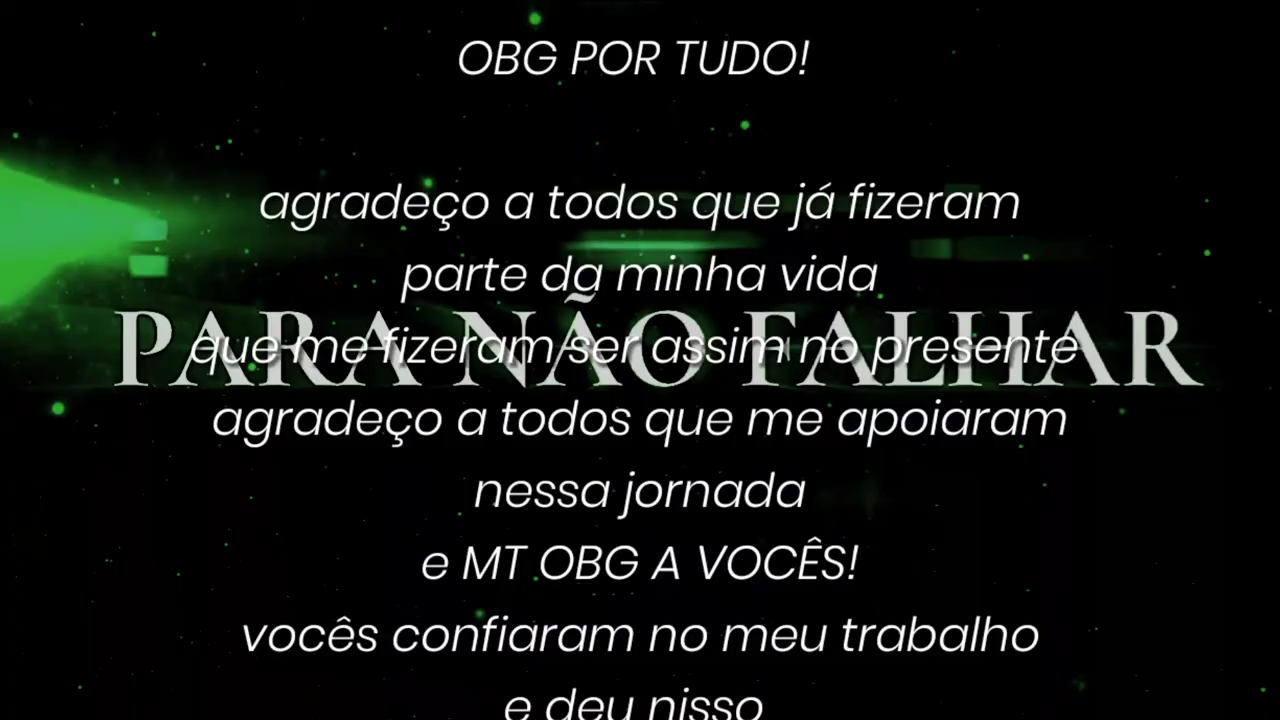 OBG POR TUDO!
agradeço a todos que já fizeram
parte da minha vida
PARA NÃO FALHAR
que me fizeram ser assim no presente
agradeço a todos que me apoiaram
nessa jornada
e MT OBG A VOCÊS!
vocês confiaram no meu trabalho
e deu nisso